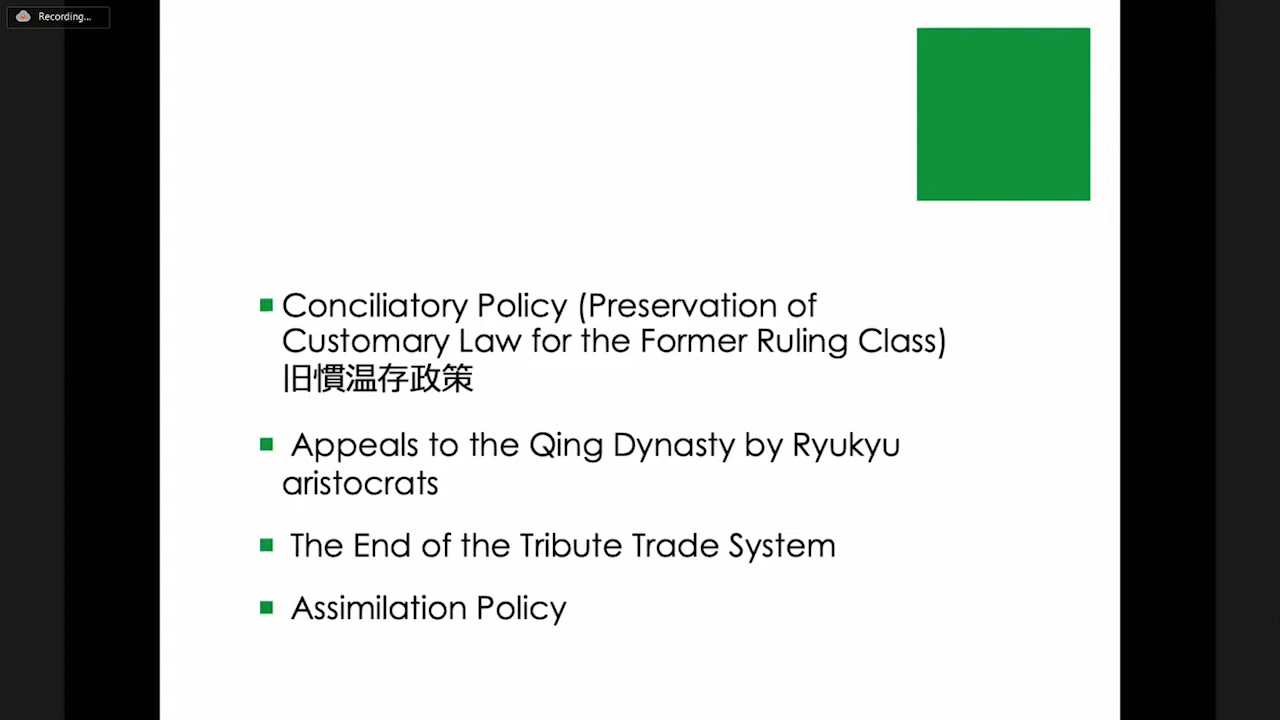 Recording...
Conciliatory Policy (Preservation of
Customary Law for the Former Ruling Class)
旧慣温存政策
Appeals to the Qing Dynasty by Ryukyu
aristocrats
The End of the Tribute Trade System
Assimilation Policy